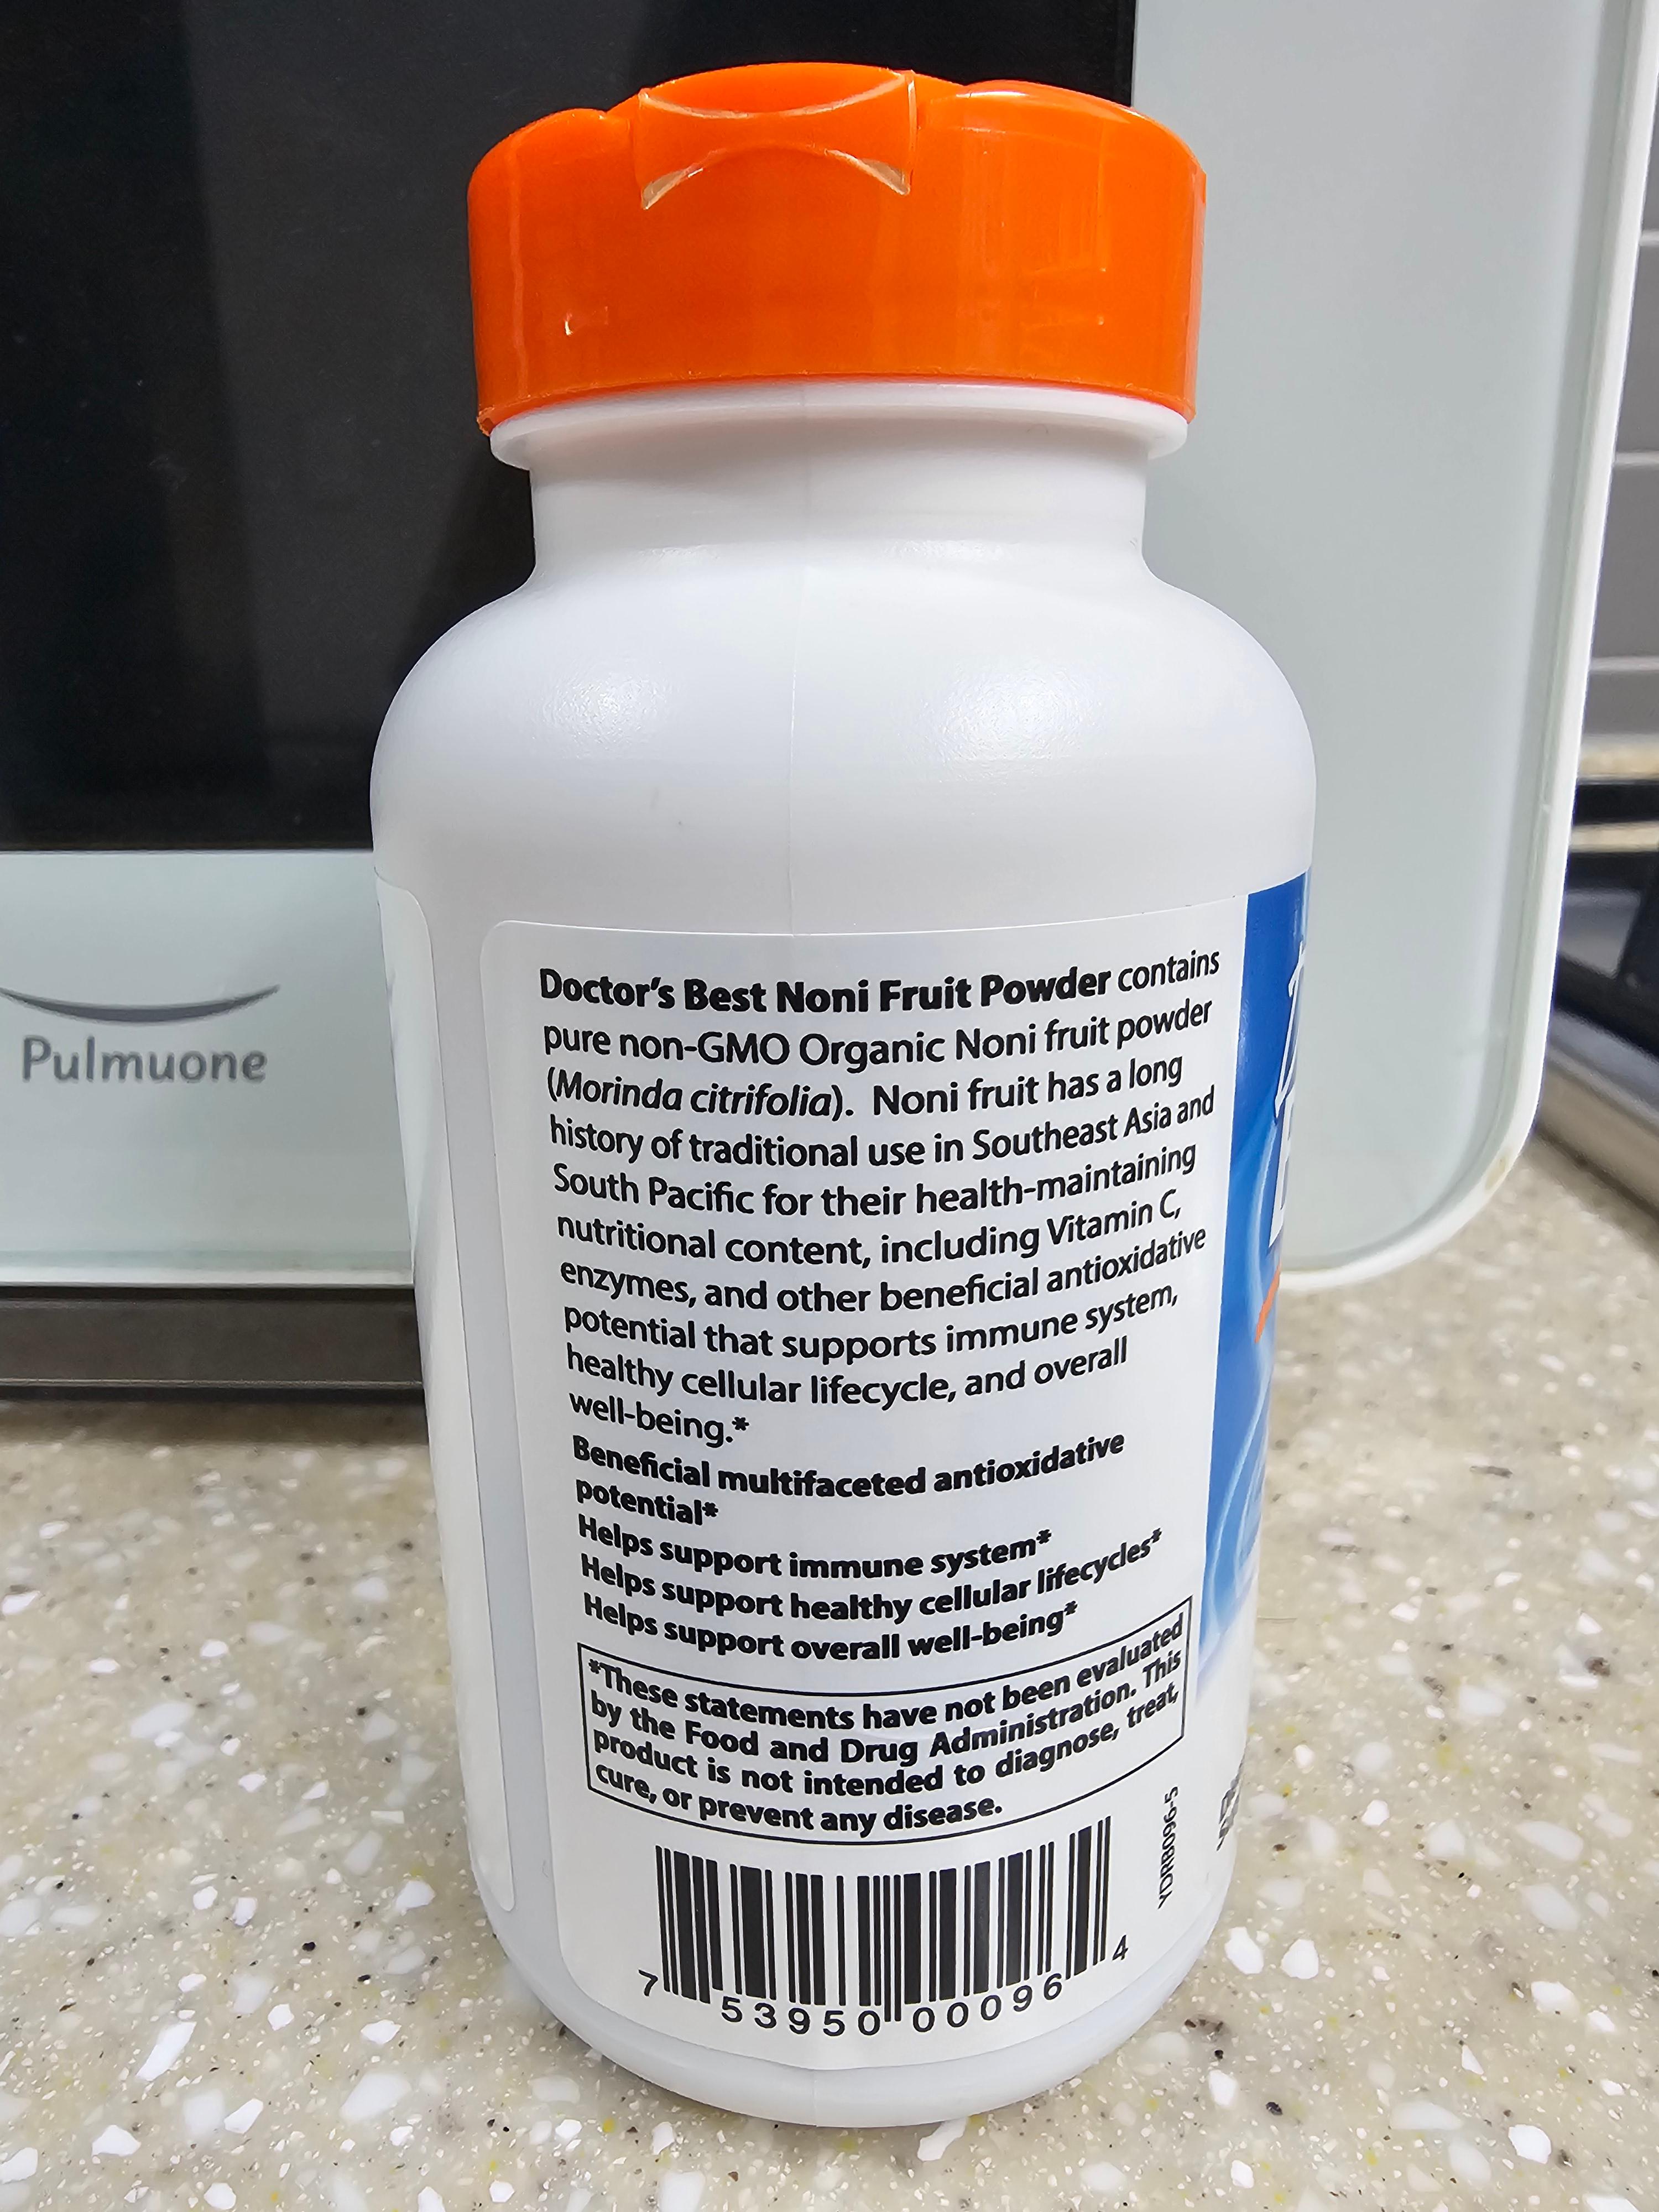 Pulmuone
Doctor's Best Noni Fruit Powder contains
pure non-GMO Organic Noni fruit powder
(Morinda citrifolia). Noni fruit has a long
history of traditional use in Southeast Asia and
South Pacific for their health-maintaining
nutritional content, including Vitamin C,
enzymes, and other beneficial antioxidative
potential that supports immune system,
healthy cellular lifecycle, and overall
well-being.*
Beneficial multifaceted antioxidative
potential*
Helps support immune system*
Helps support healthy cellular lifecycles*
Helps support overall well-being*
*These statements have not been evaluated
by the Food and Drug Administration. This
product is not intended to diagnose, treat,
cure, or prevent any disease.
YDRB096-5
7 53950 00096 4